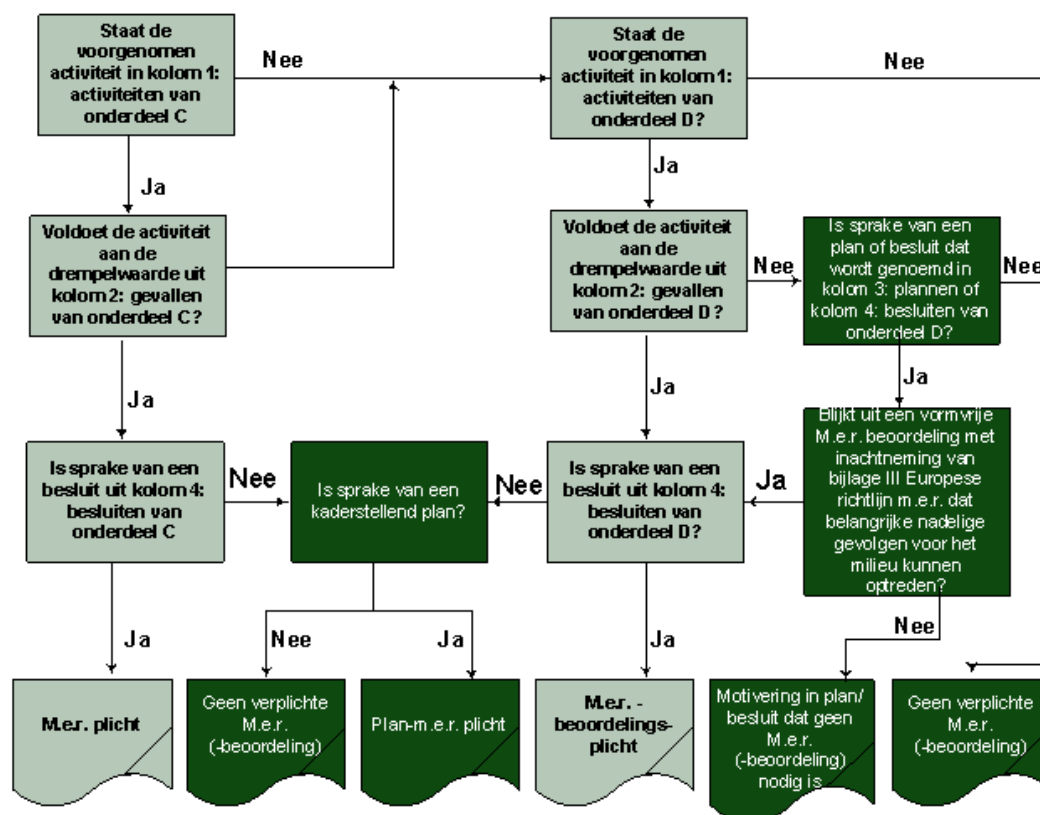 Staat de
voorgenomen
activiteit in kolom 1:
activiteiten van
onderdeel C
Nee
Staat de
voorgenomen
activiteit in kolom 1:
activiteiten van
onderdeel D?
Nee
Ja
Ja
Voldoet de activiteit
aan de
drempelwaarde uit
kolom 2: gevallen
van onderdeel C?
Voldoet de activiteit
aan de
drempelwaarde uit
kolom 2: gevallen
van onderdeel D?
Nee
Is sprake van een
plan of besluit dat
wordt genoemd in
kolom 3: plannen of
kolom 4: besluiten van
onderdeel D?
Nee
Ja
Ja
Ja
Is sprake van een
besluit uit kolom 4:
besluiten van
onderdeel C
Nee
Is sprake van een
kaderstellend plan?
Nee
Is sprake van een
besluit uit kolom 4:
besluiten van
onderdeel D?
Ja
Blijkt uit een vormvrije
M.e.r. beoordeling met
inachtneming van
bijlage III Europese
richtlijn m.e.r. dat
belangrijke nadelige
gevolgen voor het
milieu kunnen
optreden?
Ja
Nee
Ja
Ja
Nee
M.e.r. plicht
Geen verplichte
M.e.r.
(-beoordeling)
Plan-m.e.r. plicht
M.e.r. -
beoordelings-
plicht
Motivering in plan/
besluit dat geen
M.e.r.
(-beoordeling)
nodig is
Geen verplichte
M.e.r.
(-beoordeling)